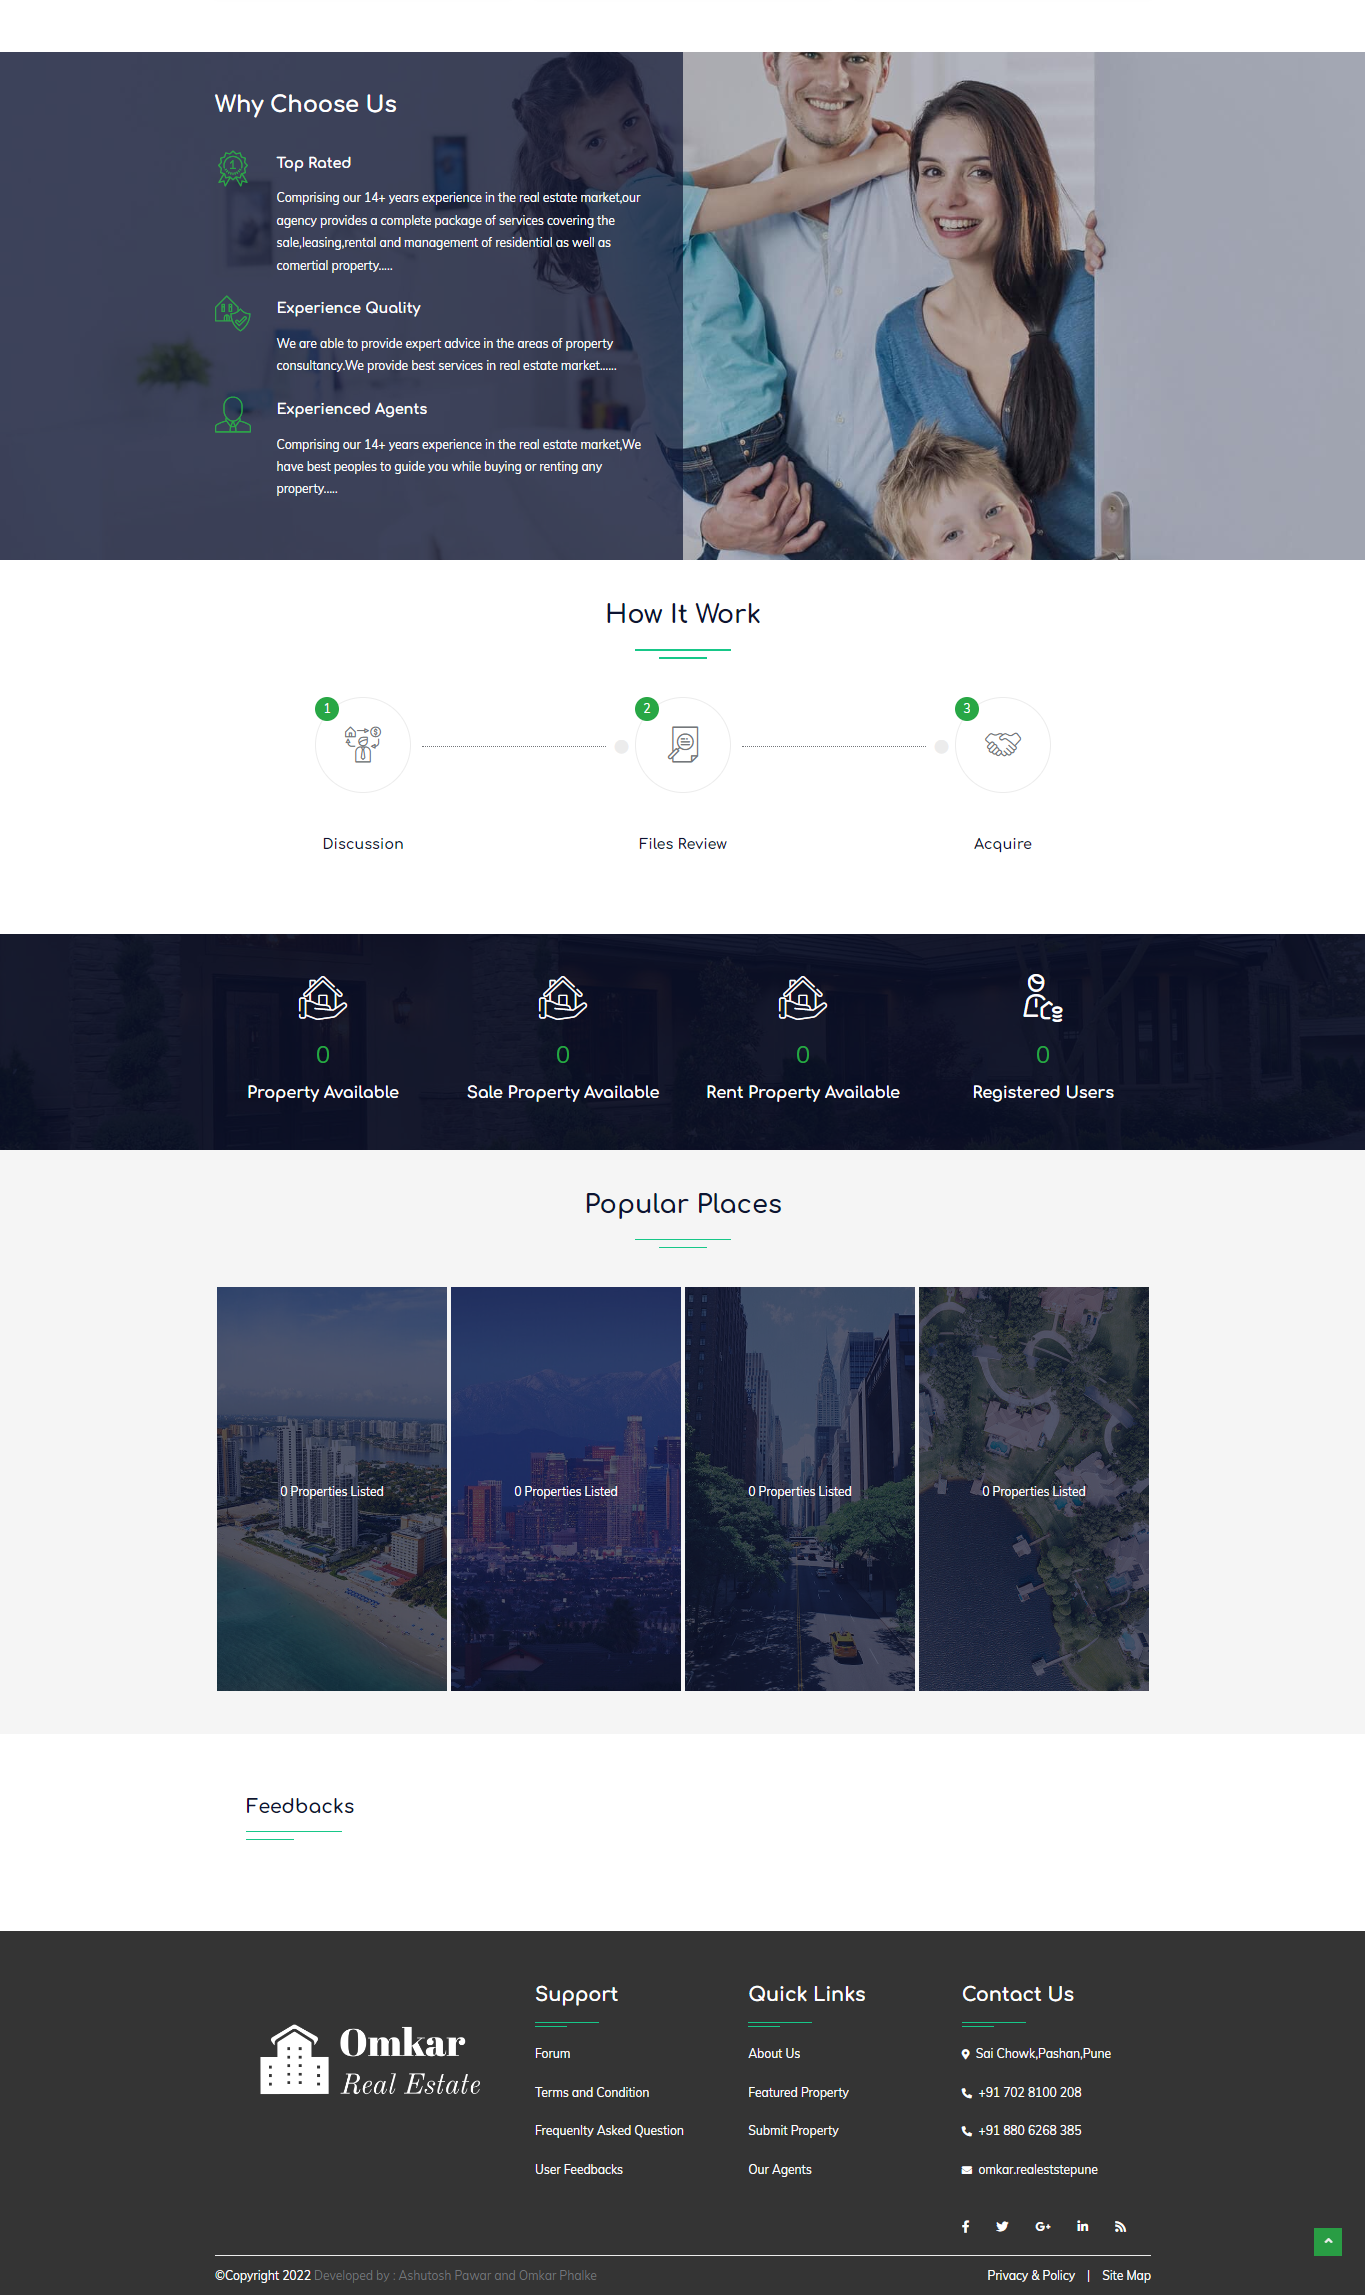 Why Choose Us
Top Rated
Comprising our 14+ years experience in the real estate market,our
agency provides a complete package of services covering the
sale,leasing,rental and management of residential as well as
comertial property.....
Experience Quality
We are able to provide expert advice in the areas of property
consultancy.We provide best services in real estate market......
Experienced Agents
Comprising our 14+ years experience in the real estate market,We
have best peoples to guide you while buying or renting any
property.....
How It Work
1
2
3
Discussion
Files Review
Acquire
0
0
0
0
Property Available
Sale Property Available
Rent Property Available
Registered Users
Popular Places
0 Properties Listed
0 Properties Listed
0 Properties Listed
0 Properties Listed
Feedbacks
Omkar
Real Estate
Support
Forum
Terms and Condition
Frequenlty Asked Question
User Feedbacks
Quick Links
About Us
Featured Property
Submit Property
Our Agents
Contact Us
Sai Chowk,Pashan,Pune
+91 702 8100 208
+91 880 6268 385
omkar.realeststepune
©Copyright 2022 Developed by : Ashutosh Pawar and Omkar Phalke
Privacy & Policy | Site Map